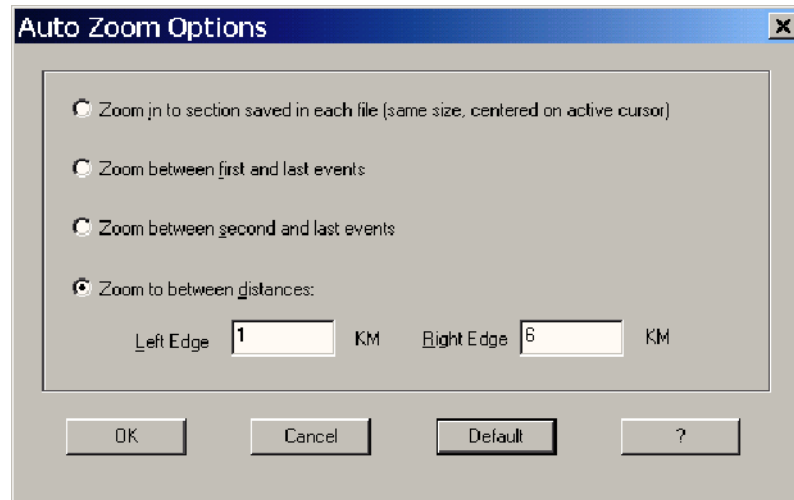 Auto Zoom Options
Zoom in to section saved in each file (same size, centered on active cursor)
Zoom between first and last events
Zoom between second and last events
Zoom to between distances:
Left Edge 1 KM Right Edge 6 KM
OK Cancel Default ?